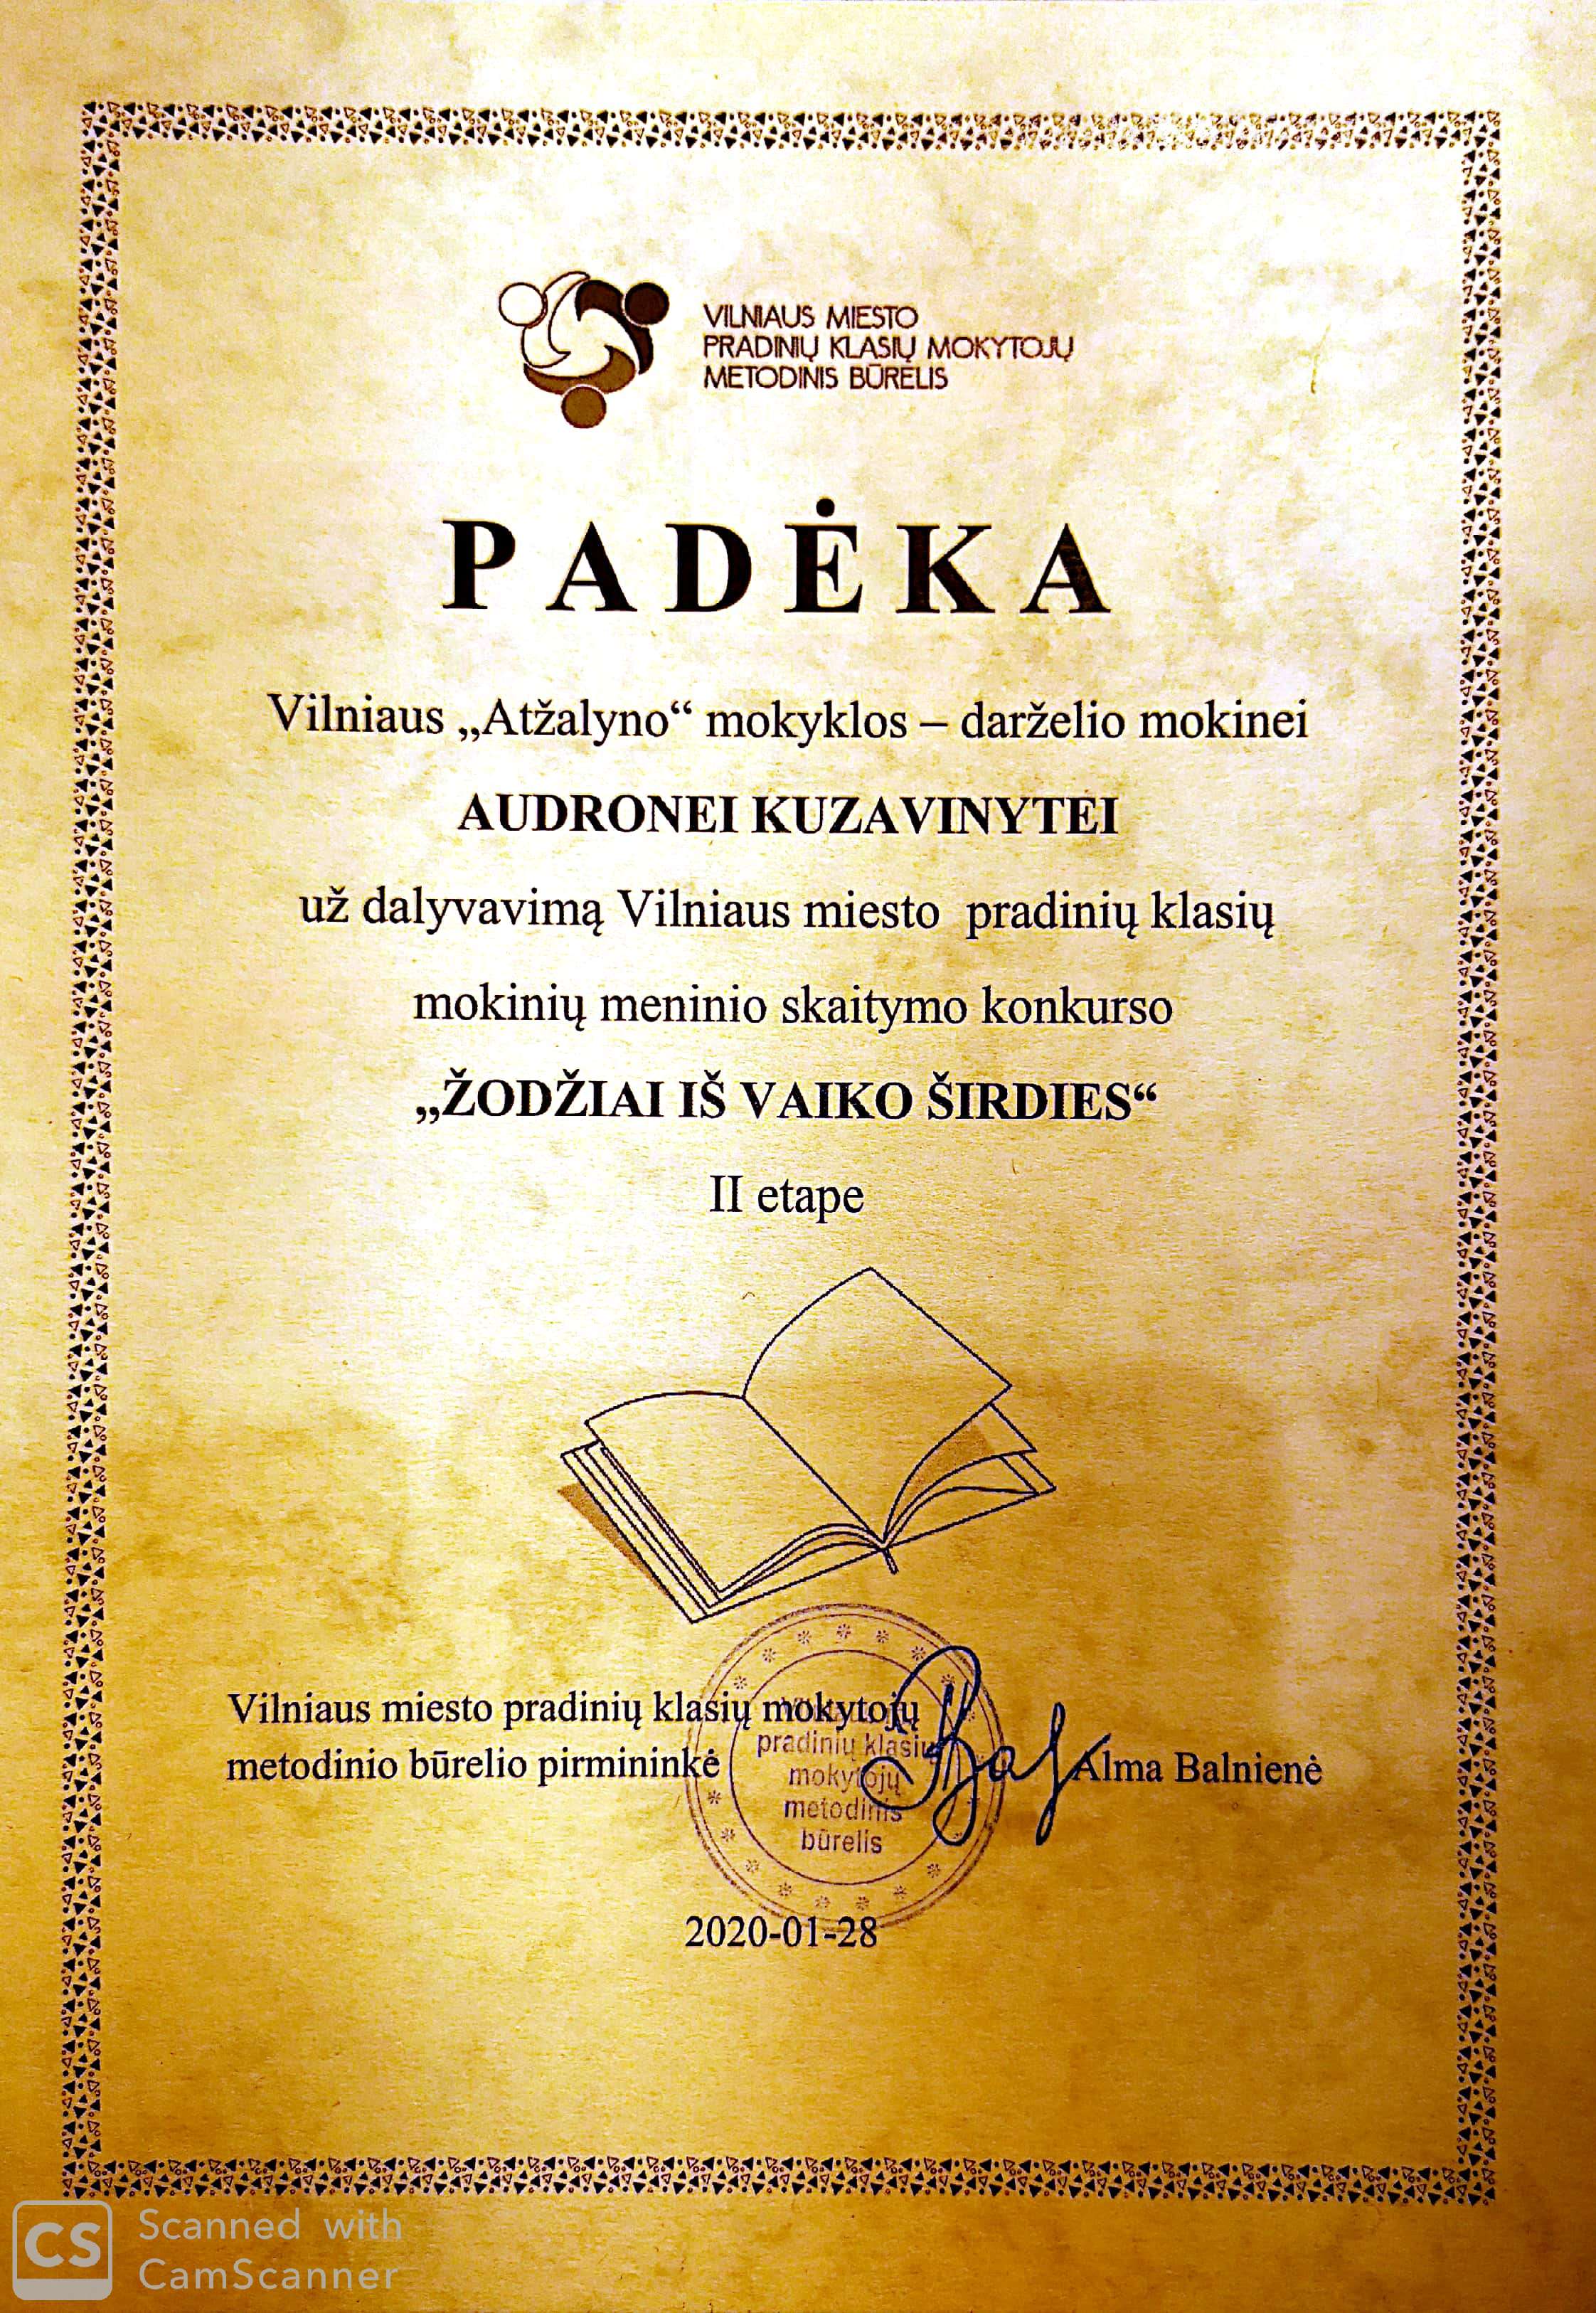 VILNIAUS MIESTO
PRADINIŲ KLASIŲ MOKYTOJŲ
METODINIS BŪRELIS
PADĖKA
Vilniaus „Atžalyno“ mokyklos – darželio mokinei
AUDRONEI KUZAVINYTEI
už dalyvavimą Vilniaus miesto pradinių klasių
mokinių meninio skaitymo konkurso
„ŽODŽIAI IŠ VAIKO ŠIRDIES“
II etape
Vilniaus miesto pradinių klasių mokytojų
metodinio būrelio pirmininkė
Alma Balnienė
pradinių klasių
mokytojų
metodinis
būrelis
2020-01-28
CS
Scanned with
CamScanner